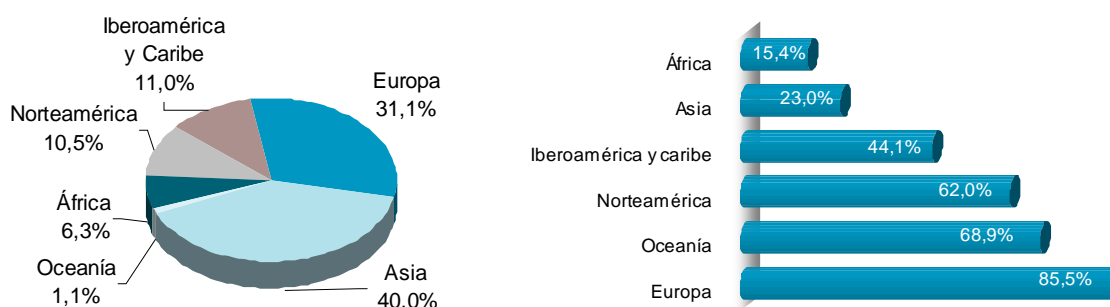 Iberoamérica
y Caribe
11,0%
Europa
31,1%
Norteamérica
10,5%
África
6,3%
Oceanía
1,1%
Asia
40,0%
África
15,4%
Asia
23,0%
Iberoamérica y caribe
44,1%
Norteamérica
62,0%
Oceanía
68,9%
Europa
85,5%